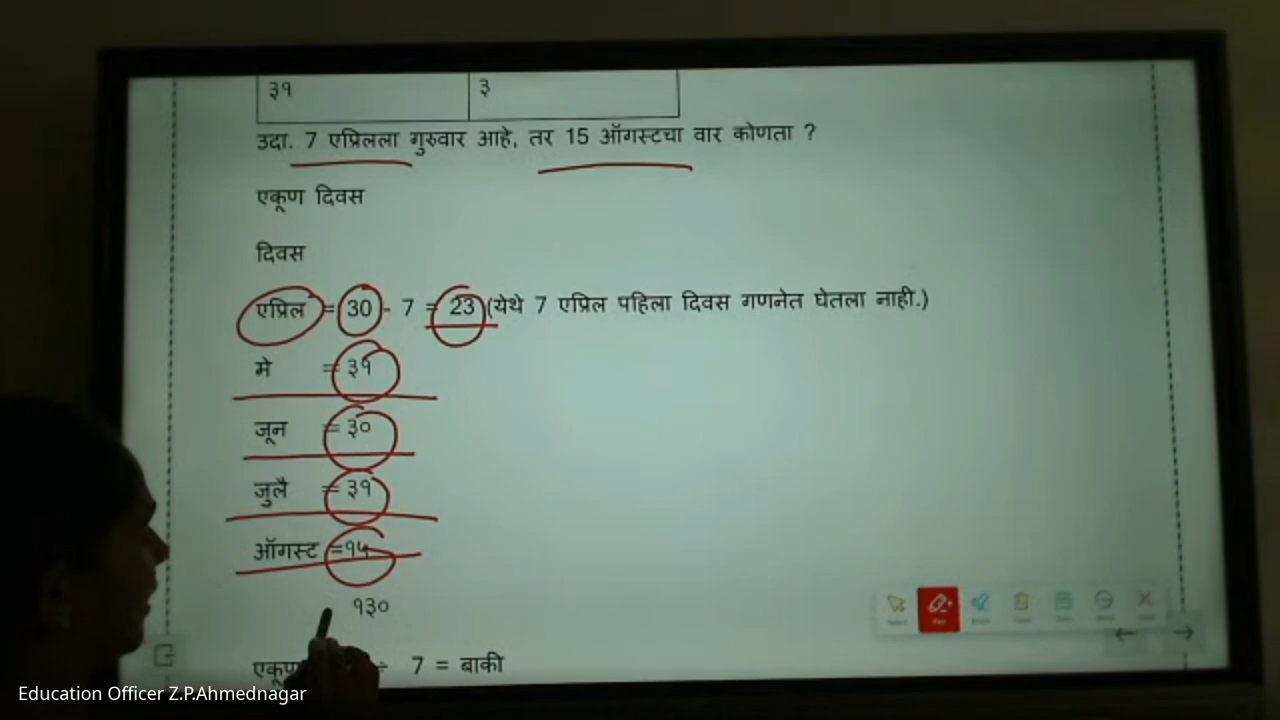 ३१ ३
उदा. 7 एप्रिलला गुरुवार आहे, तर 15 ऑगस्टचा वार कोणता ?
एकूण दिवस
दिवस
एप्रिल = 30 - 7 = 23 (येथे 7 एप्रिल पहिला दिवस गणनेत घेतला नाही.)
मे = ३१
जून = ३०
जुलै = ३१
ऑगस्ट =१५
१३०
एकूण ÷ 7 = बाकी
Education Officer Z.P.Ahmednagar